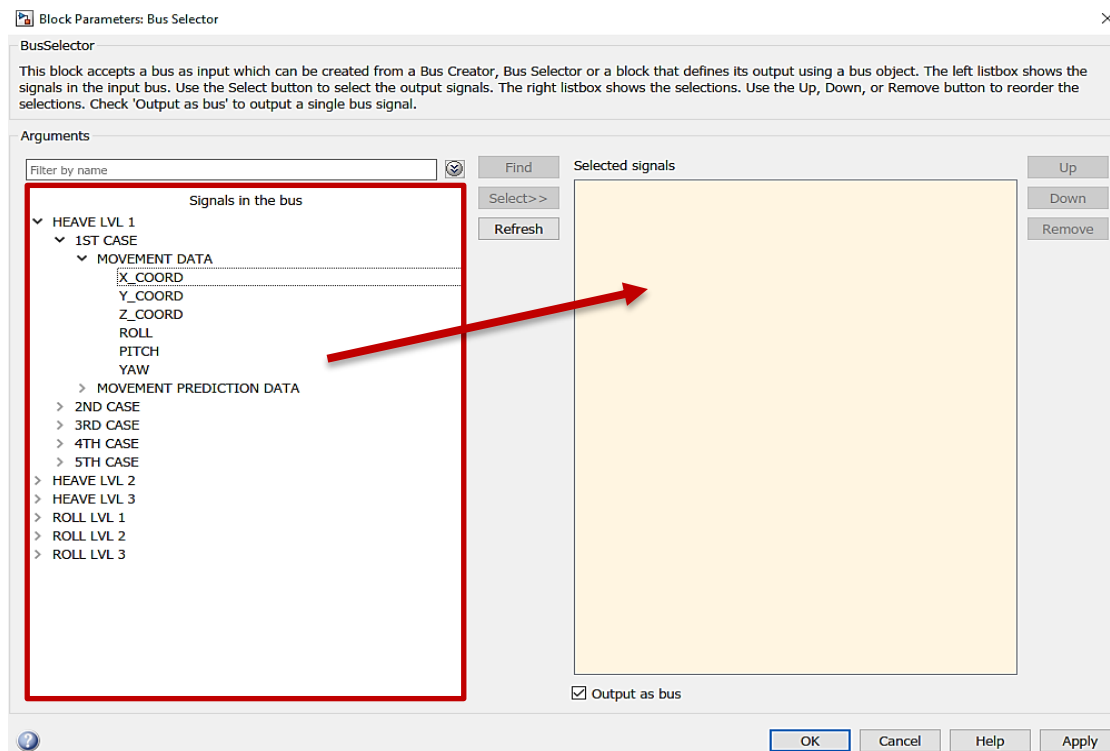 Block Parameters: Bus Selector
BusSelector
This block accepts a bus as input which can be created from a Bus Creator, Bus Selector or a block that defines its output using a bus object. The left listbox shows the
signals in the input bus. Use the Select button to select the output signals. The right listbox shows the selections. Use the Up, Down, or Remove button to reorder the
selections. Check 'Output as bus' to output a single bus signal.
Arguments
Filter by name
Find
Selected signals
Up
Signals in the bus
Select>>
Down
HEAVE LVL 1
Refresh
Remove
1ST CASE
MOVEMENT DATA
X_COORD
Y_COORD
Z_COORD
ROLL
PITCH
YAW
MOVEMENT PREDICTION DATA
2ND CASE
3RD CASE
4TH CASE
5TH CASE
HEAVE LVL 2
HEAVE LVL 3
ROLL LVL 1
ROLL LVL 2
ROLL LVL 3
Output as bus
?
OK
Cancel
Help
Apply